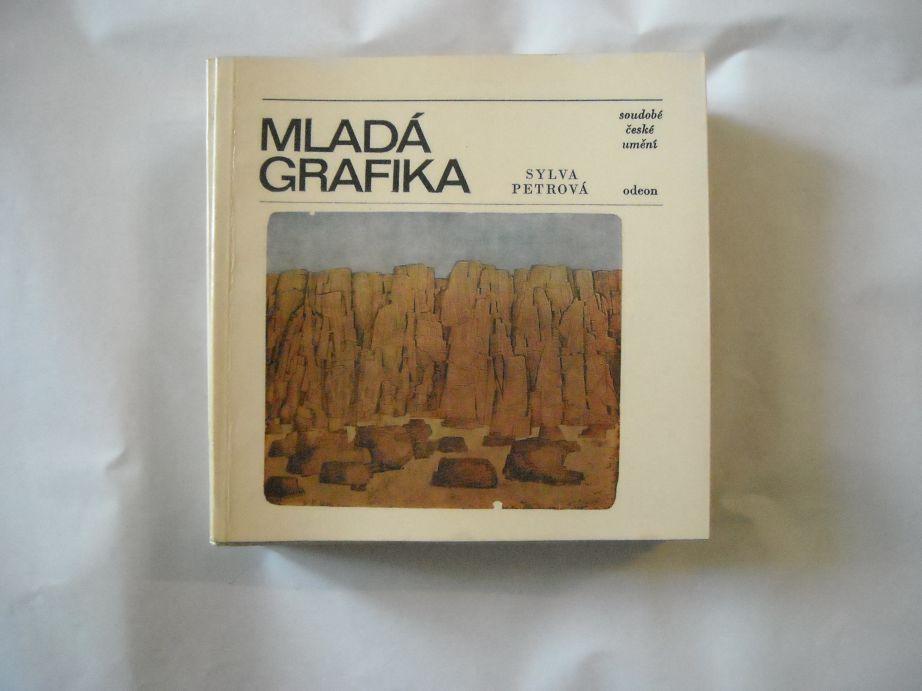 MLADÁ
GRAFIKA
SYLVA
PETROVÁ
soudobé
české
umění
odeon